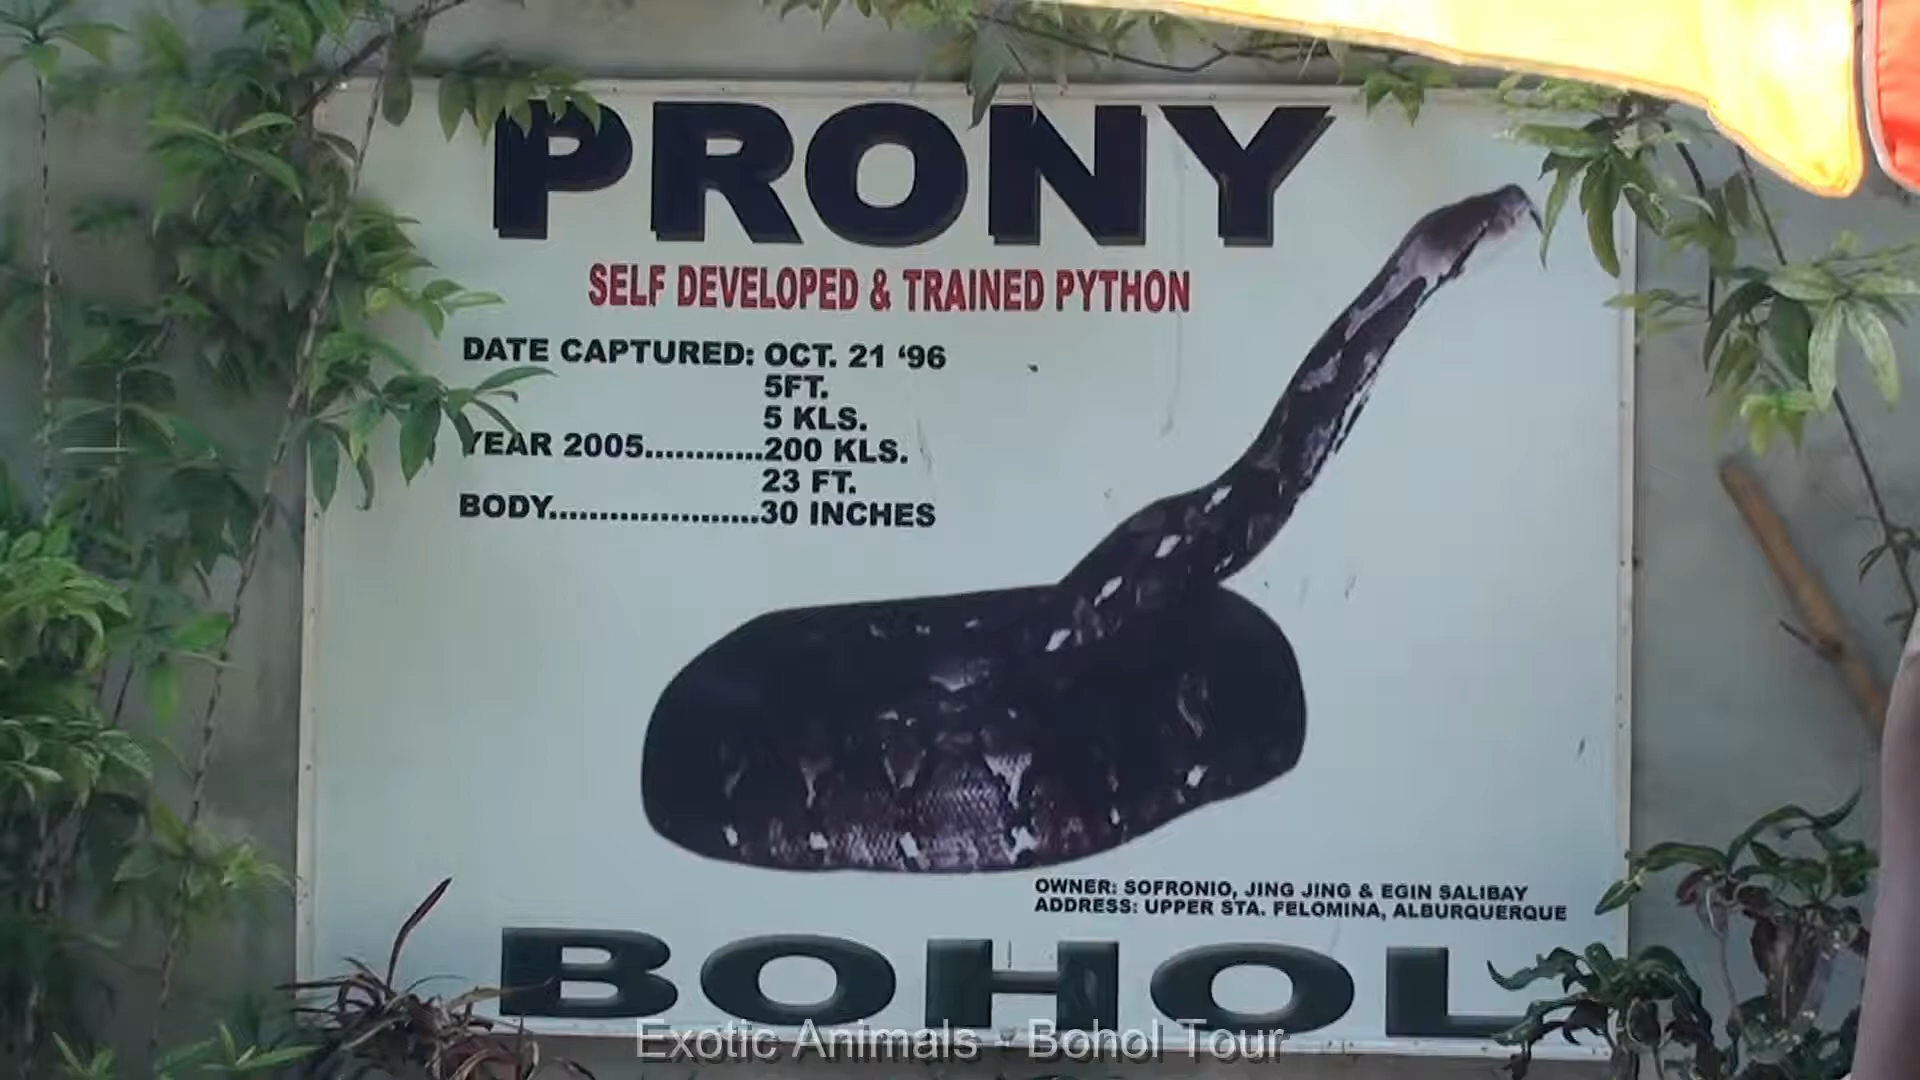 PRONY
SELF DEVELOPED & TRAINED PYTHON
DATE CAPTURED: OCT. 21 ‘96
5FT.
5 KLS.
YEAR 2005............200 KLS.
23 FT.
BODY.....................30 INCHES
OWNER: SOFRONIO, JING JING & EGIN SALIBAY
ADDRESS: UPPER STA. FELOMINA, ALBURQUERQUE
BOHOL
Exotic Animals - Bohol Tour